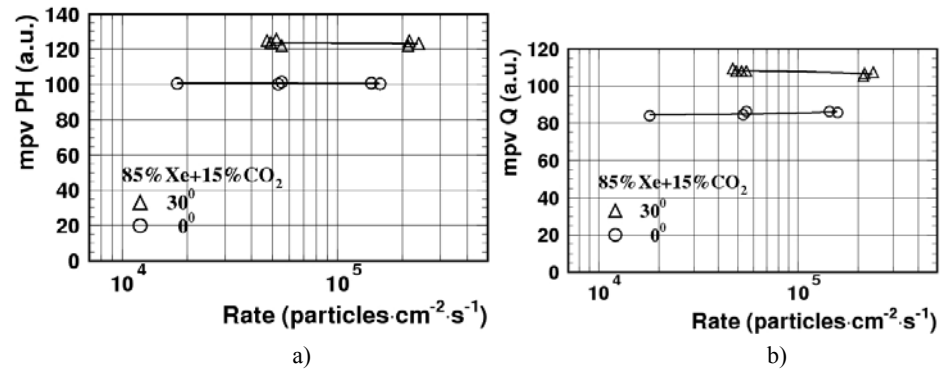 mpv PH (a.u.)
140
120
100
80
60
40
20
0
85%Xe+15%CO₂
30⁰
0⁰
10⁴
10⁵
Rate (particles·cm⁻²·s⁻¹)
a)
mpv Q (a.u.)
120
100
80
60
40
20
0
85%Xe+15%CO₂
30⁰
0⁰
10⁴
10⁵
Rate (particles·cm⁻²·s⁻¹)
b)